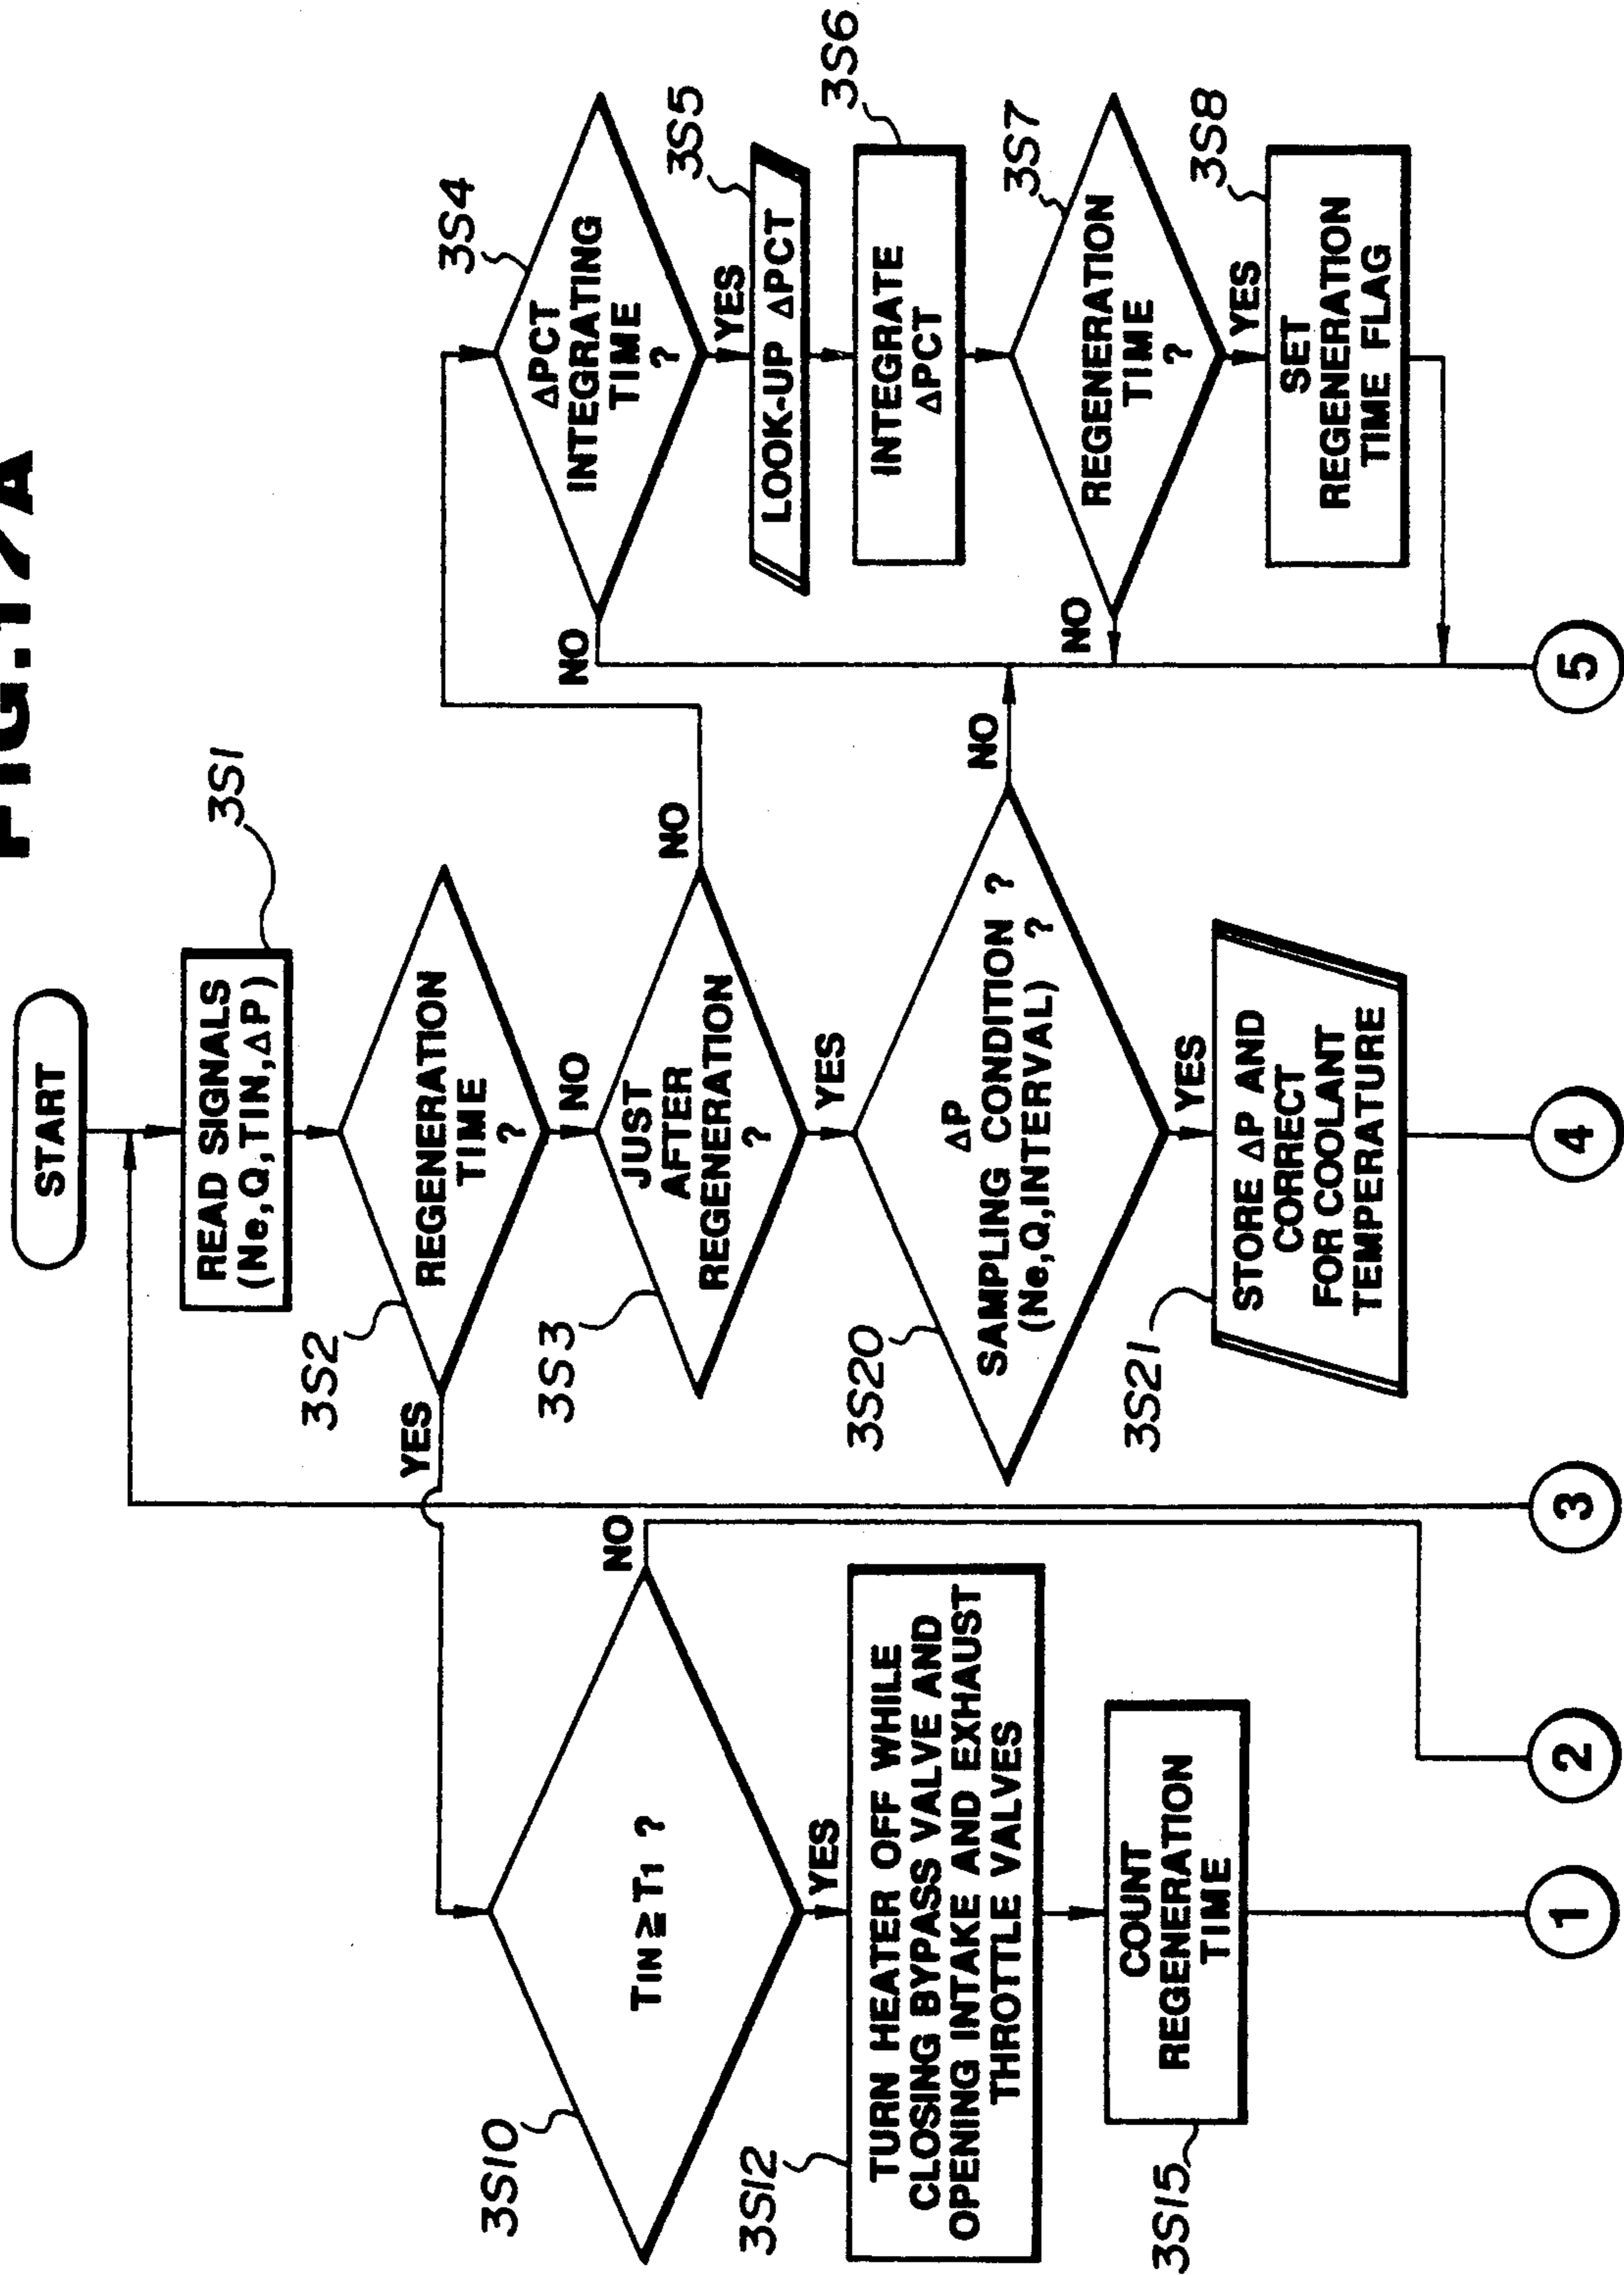 START
3S1
READ SIGNALS
(Ne,Q,TIN,ΔP)
3S2
REGENERATION
TIME
?
YES
NO
3S3
JUST
AFTER
REGENERATION
?
NO
YES
3S4
ΔPCT
INTEGRATING
TIME
?
NO
YES
3S5
LOOK-UP ΔPCT
3S6
INTEGRATE
ΔPCT
3S7
REGENERATION
TIME
?
NO
YES
3S8
SET
REGENERATION
TIME FLAG
3S20
ΔP
SAMPLING CONDITION ?
(Ne,Q,INTERVAL) ?
NO
YES
3S21
STORE ΔP AND
CORRECT
FOR COOLANT
TEMPERATURE
3S10
TIN ≧ T1 ?
NO
YES
3S12
TURN HEATER OFF WHILE
CLOSING BYPASS VALVE AND
OPENING INTAKE AND EXHAUST
THROTTLE VALVES
3S15
COUNT
REGENERATION
TIME
1
2
3
4
5